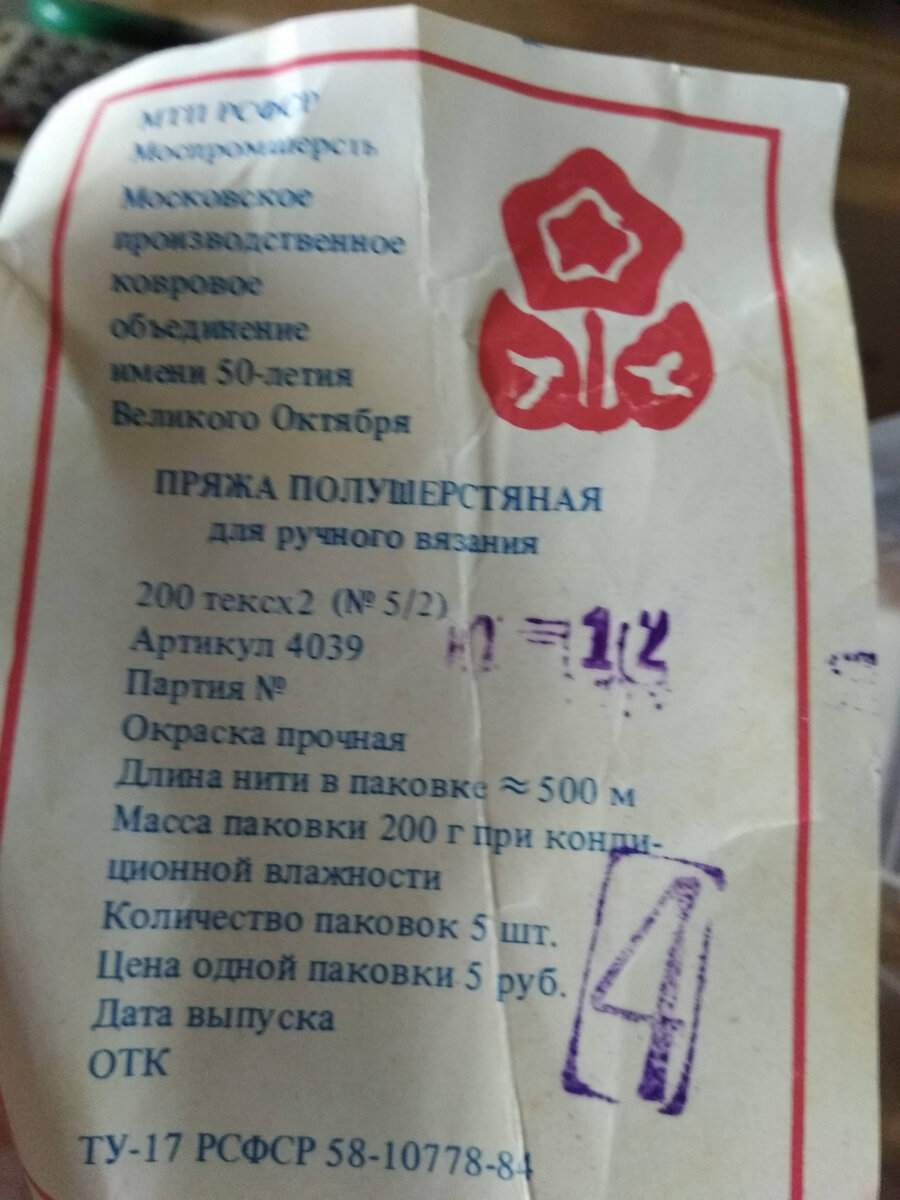 МТП РСФСР
Моспромшерсть
Московское
производственное
ковровое
объединение
имени 50-летия
Великого Октября
ПРЯЖА ПОЛУШЕРСТЯНАЯ
для ручного вязания
200 тексх2 (№ 5/2)
Артикул 4039
Партия №
Окраска прочная
Длина нити в паковке ≈ 500 м
Масса паковки 200 г при конди-
ционной влажности
Количество паковок 5 шт.
Цена одной паковки 5 руб.
Дата выпуска
ОТК
4
ТУ-17 РСФСР 58-10778-84